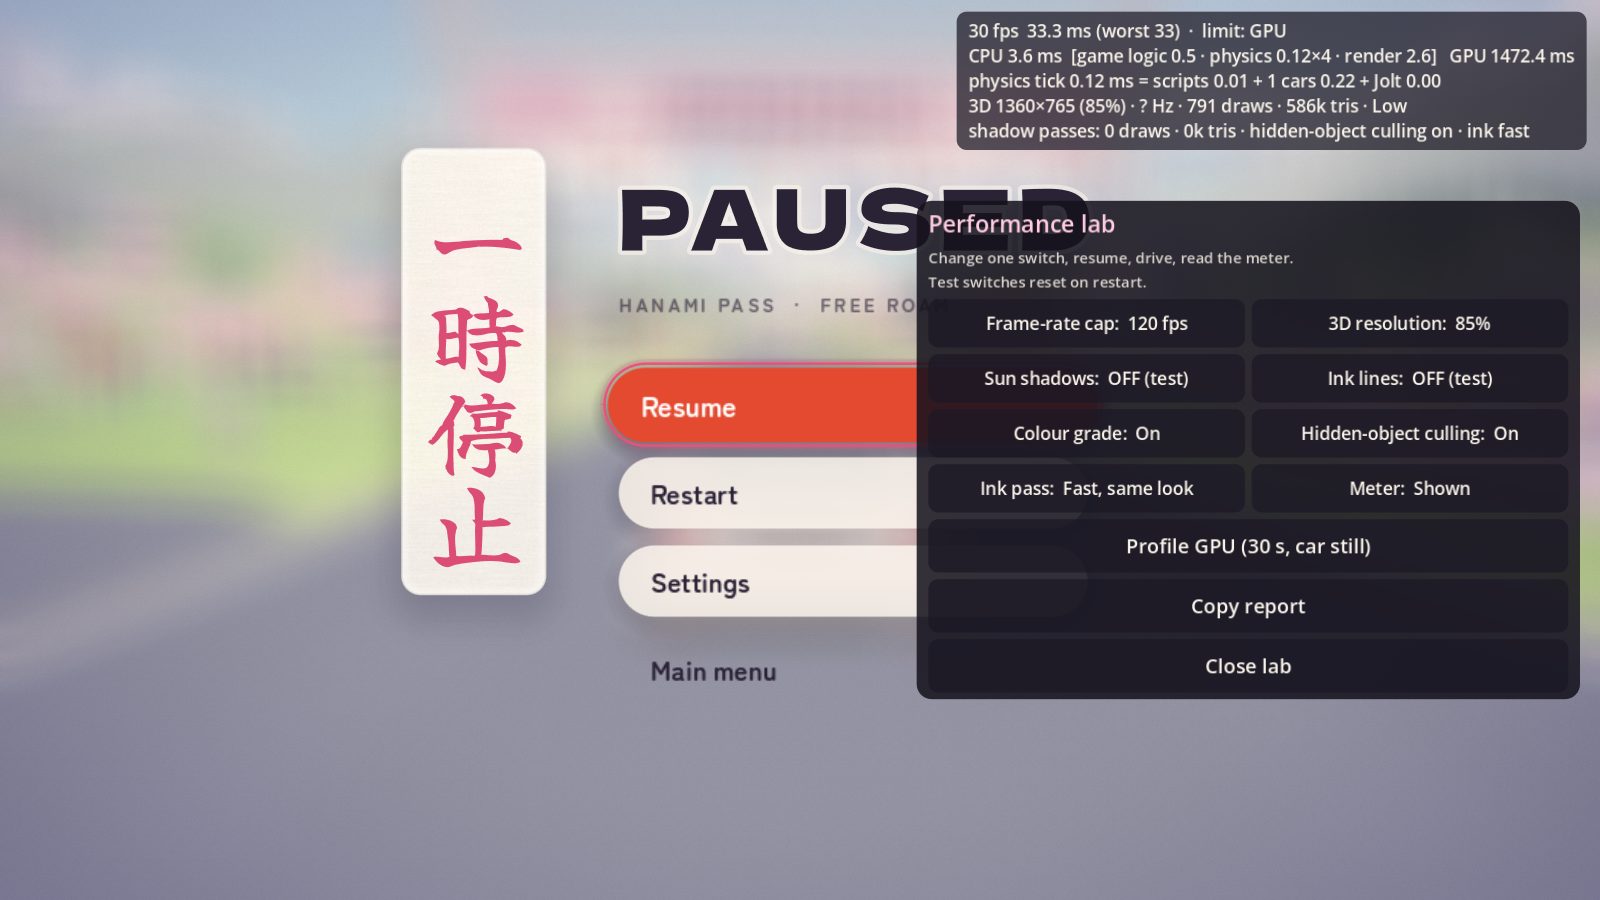 30 fps 33.3 ms (worst 33) · limit: GPU
CPU 3.6 ms [game logic 0.5 · physics 0.12×4 · render 2.6] GPU 1472.4 ms
physics tick 0.12 ms = scripts 0.01 + 1 cars 0.22 + Jolt 0.00
3D 1360×765 (85%) · ? Hz · 791 draws · 586k tris · Low
shadow passes: 0 draws · 0k tris · hidden-object culling on · ink fast
一時停止
PAUSED
HANAMI PASS · FREE ROAM
Resume
Restart
Settings
Main menu
Performance lab
Change one switch, resume, drive, read the meter.
Test switches reset on restart.
Frame-rate cap: 120 fps
3D resolution: 85%
Sun shadows: OFF (test)
Ink lines: OFF (test)
Colour grade: On
Hidden-object culling: On
Ink pass: Fast, same look
Meter: Shown
Profile GPU (30 s, car still)
Copy report
Close lab